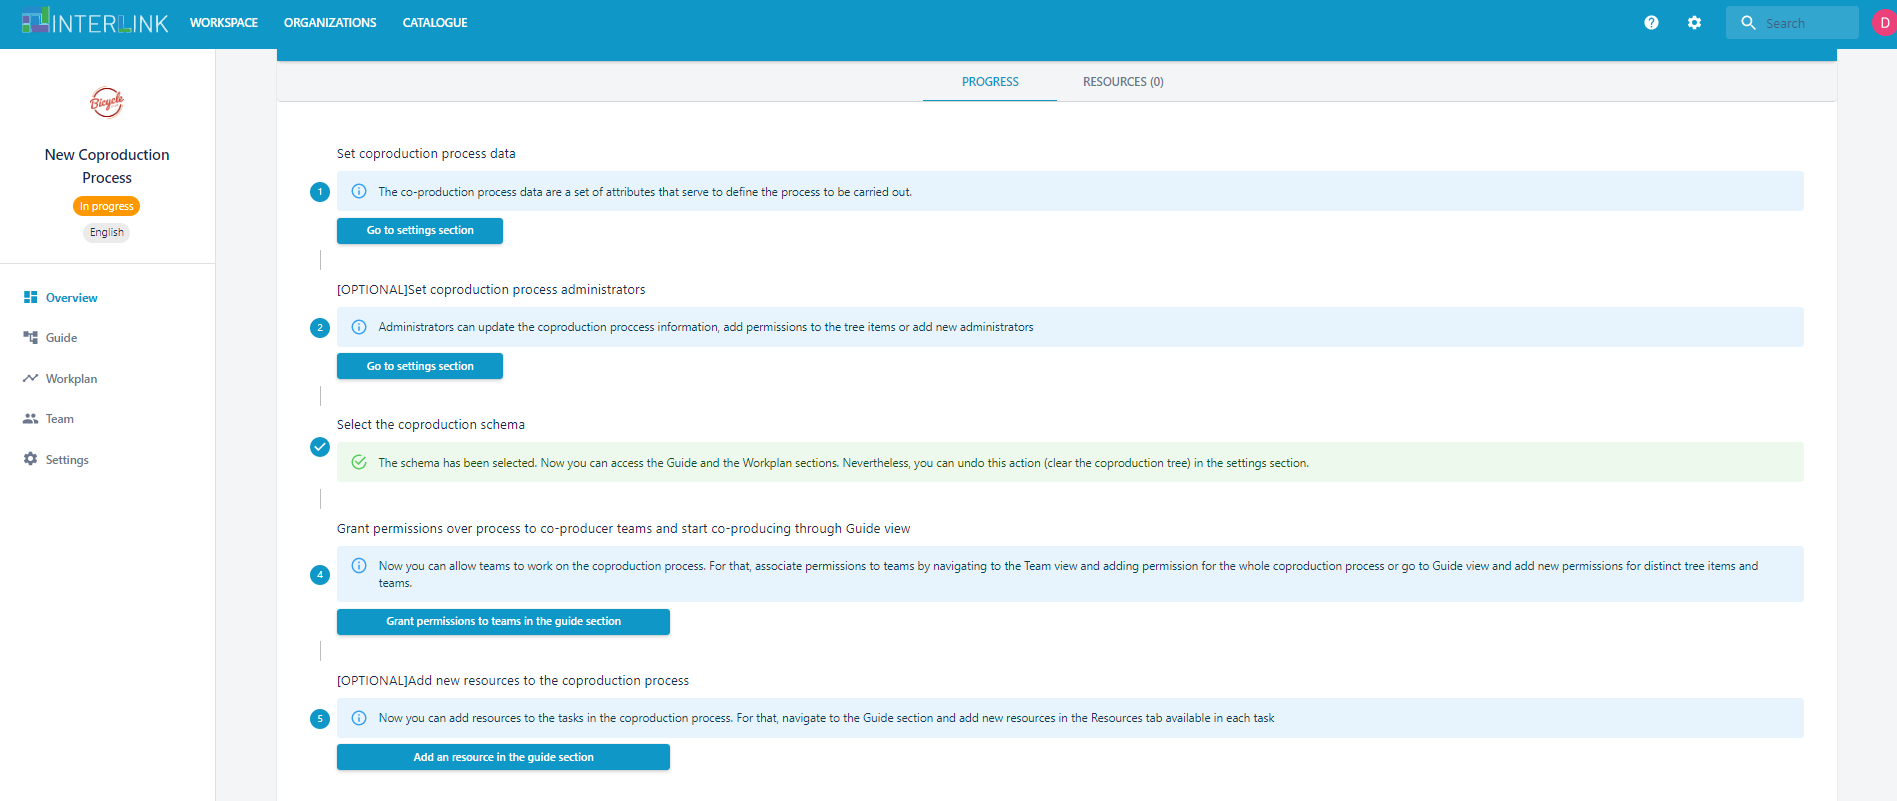 INTERLINK WORKSPACE ORGANIZATIONS CATALOGUE ? Search D
PROGRESS RESOURCES (0)
Bicycle
New Coproduction
Process
In progress
English
Overview
Guide
Workplan
Team
Settings
Set coproduction process data
1 The co-production process data are a set of attributes that serve to define the process to be carried out.
Go to settings section
[OPTIONAL]Set coproduction process administrators
2 Administrators can update the coproduction proccess information, add permissions to the tree items or add new administrators
Go to settings section
Select the coproduction schema
The schema has been selected. Now you can access the Guide and the Workplan sections. Nevertheless, you can undo this action (clear the coproduction tree) in the settings section.
Grant permissions over process to co-producer teams and start co-producing through Guide view
4 Now you can allow teams to work on the coproduction process. For that, associate permissions to teams by navigating to the Team view and adding permission for the whole coproduction process or go to Guide view and add new permissions for distinct tree items and
teams.
Grant permissions to teams in the guide section
[OPTIONAL]Add new resources to the coproduction process
5 Now you can add resources to the tasks in the coproduction process. For that, navigate to the Guide section and add new resources in the Resources tab available in each task
Add an resource in the guide section